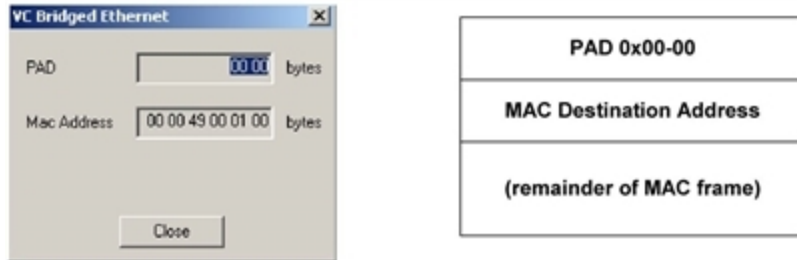 VC Bridged Ethernet
PAD 00 00 bytes
Mac Address 00 00 49 00 01 00 bytes
Close
PAD 0x00-00
MAC Destination Address
(remainder of MAC frame)